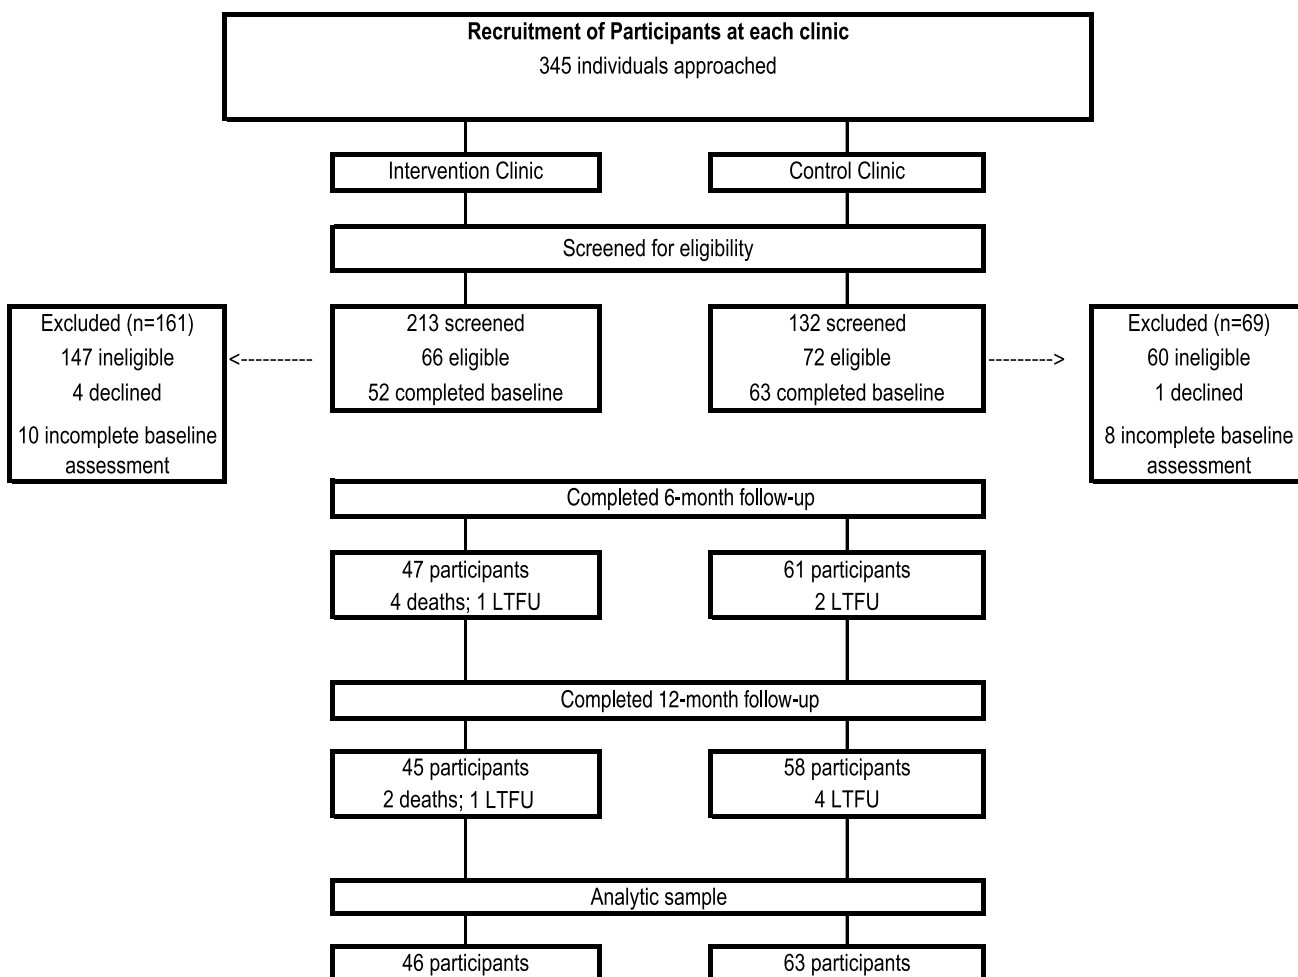 Recruitment of Participants at each clinic
345 individuals approached
Intervention Clinic
Control Clinic
Screened for eligibility
Excluded (n=161)
147 ineligible
4 declined
10 incomplete baseline
assessment
<----------
213 screened
66 eligible
52 completed baseline
132 screened
72 eligible
63 completed baseline
--------->
Excluded (n=69)
60 ineligible
1 declined
8 incomplete baseline
assessment
Completed 6-month follow-up
47 participants
4 deaths; 1 LTFU
61 participants
2 LTFU
Completed 12-month follow-up
45 participants
2 deaths; 1 LTFU
58 participants
4 LTFU
Analytic sample
46 participants
63 participants